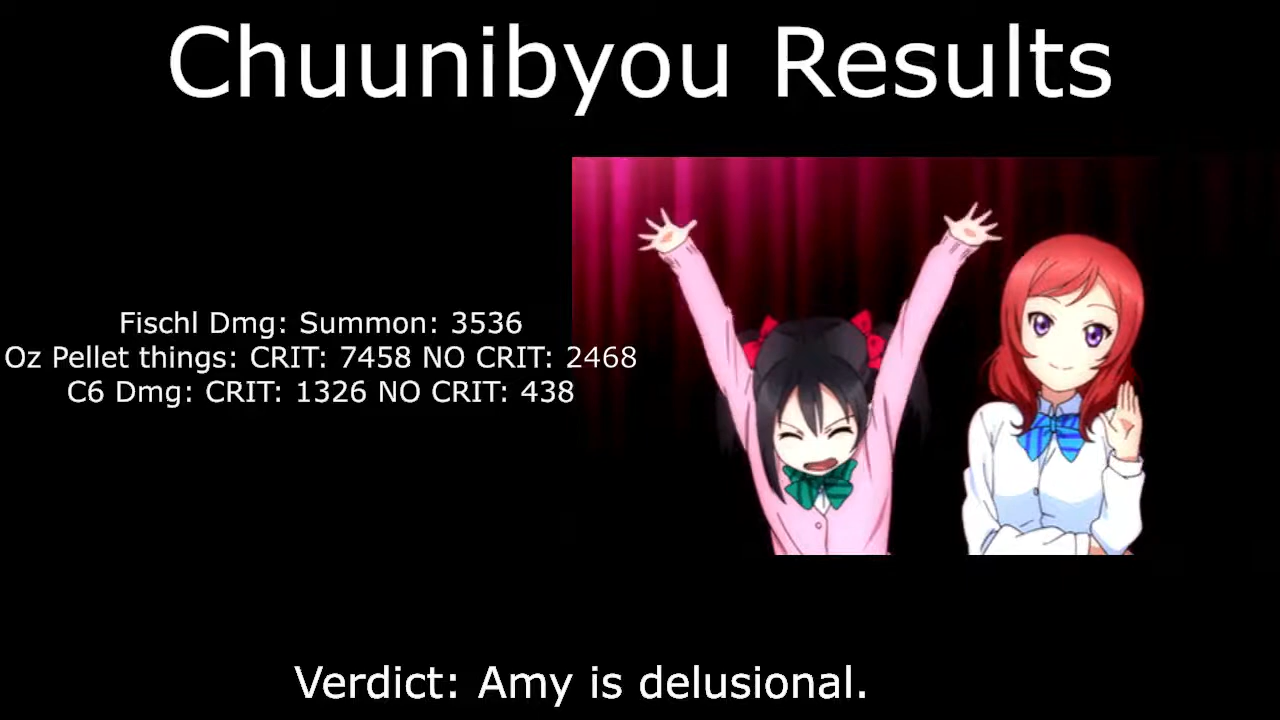 Chuunibyou Results
Fischl Dmg: Summon: 3536
Oz Pellet things: CRIT: 7458 NO CRIT: 2468
C6 Dmg: CRIT: 1326 NO CRIT: 438
Verdict: Amy is delusional.